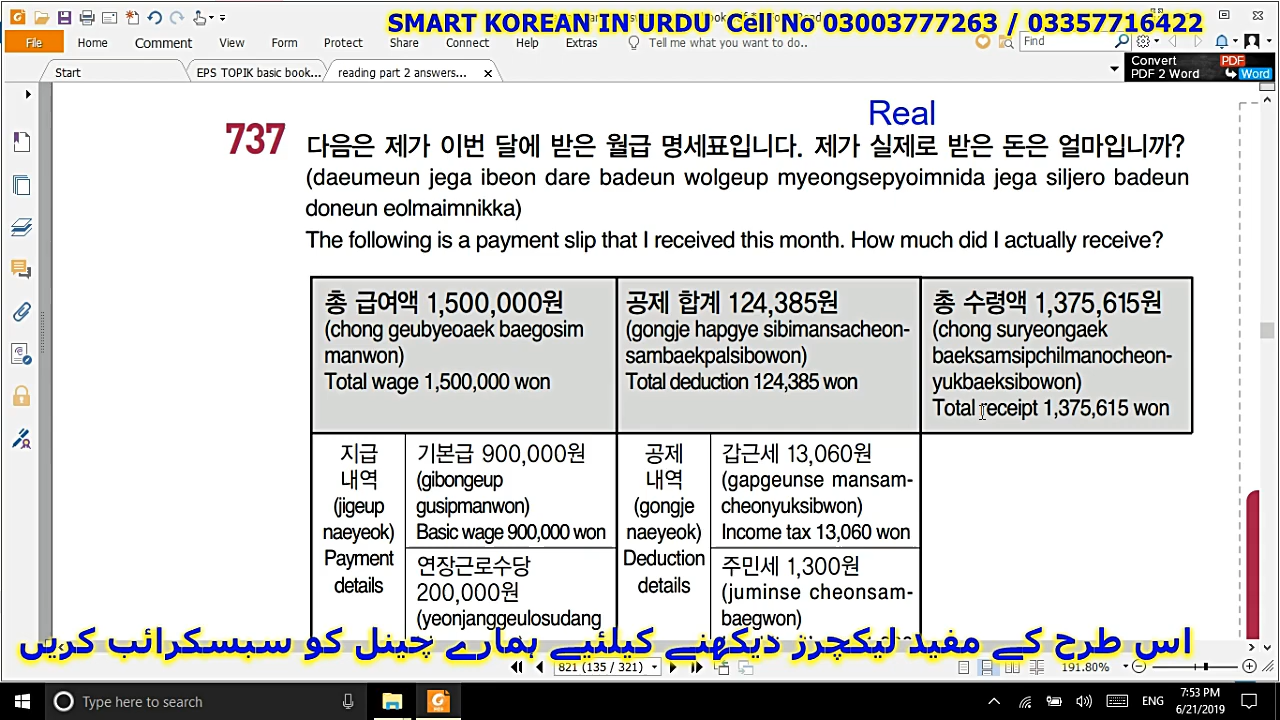 SMART KOREAN IN URDU Cell No 03003777263 / 03357716422
File Home Comment View Form Protect Share Connect Help Extras Tell me what you want to do.. Find
Start EPS TOPIK basic book... reading part 2 answers... Convert PDF 2 Word PDF Word
Real
737 다음은 제가 이번 달에 받은 월급 명세표입니다. 제가 실제로 받은 돈은 얼마입니까?
(daeumeun jega ibeon dare badeun wolgeup myeongsepyoimnida jega siljero badeun
doneun eolmaimnikka)
The following is a payment slip that I received this month. How much did I actually receive?
총 급여액 1,500,000원
(chong geubyeoaek baegosim
manwon)
Total wage 1,500,000 won
공제 합계 124,385원
(gongje hapgye sibimansacheon-
sambaekpalsibowon)
Total deduction 124,385 won
총 수령액 1,375,615원
(chong suryeongaek
baeksamsipchilmanocheon-
yukbaeksibowon)
Total receipt 1,375,615 won
지급
내역
(jigeup
naeyeok)
Payment
details
기본급 900,000원
(gibongeup
gusipmanwon)
Basic wage 900,000 won
연장근로수당
200,000원
(yeonjanggeulosudang
공제
내역
(gongje
naeyeok)
Deduction
details
갑근세 13,060원
(gapgeunse mansam-
cheonyuksibwon)
Income tax 13,060 won
주민세 1,300원
(juminse cheonsam-
baegwon)
اس طرح کے مفید لیکچرز دیکھنے کیلئیے ہمارے چینل کو سبسکرائب کریں
821 (135 / 321) 191.80%
Type here to search ENG 7:53 PM
6/21/2019